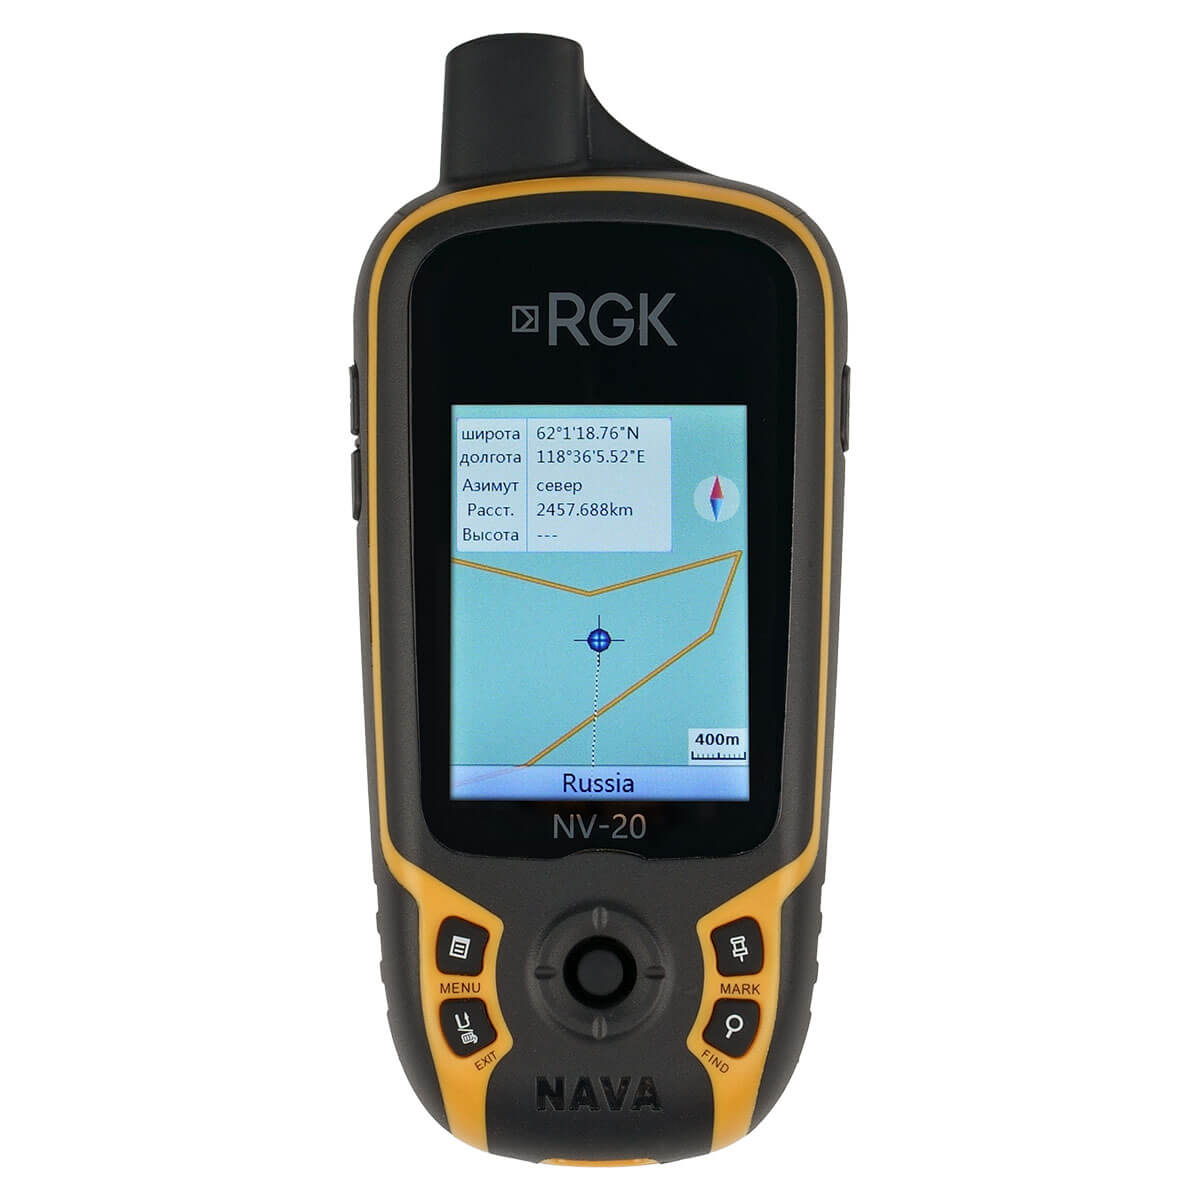 RGK
широта 62°1'18.76"N
долгота 118°36'5.52"E
Азимут север
Расст. 2457.688km
Высота ---
400m
Russia
NV-20
MENU
MARK
EXIT
FIND
NAVA